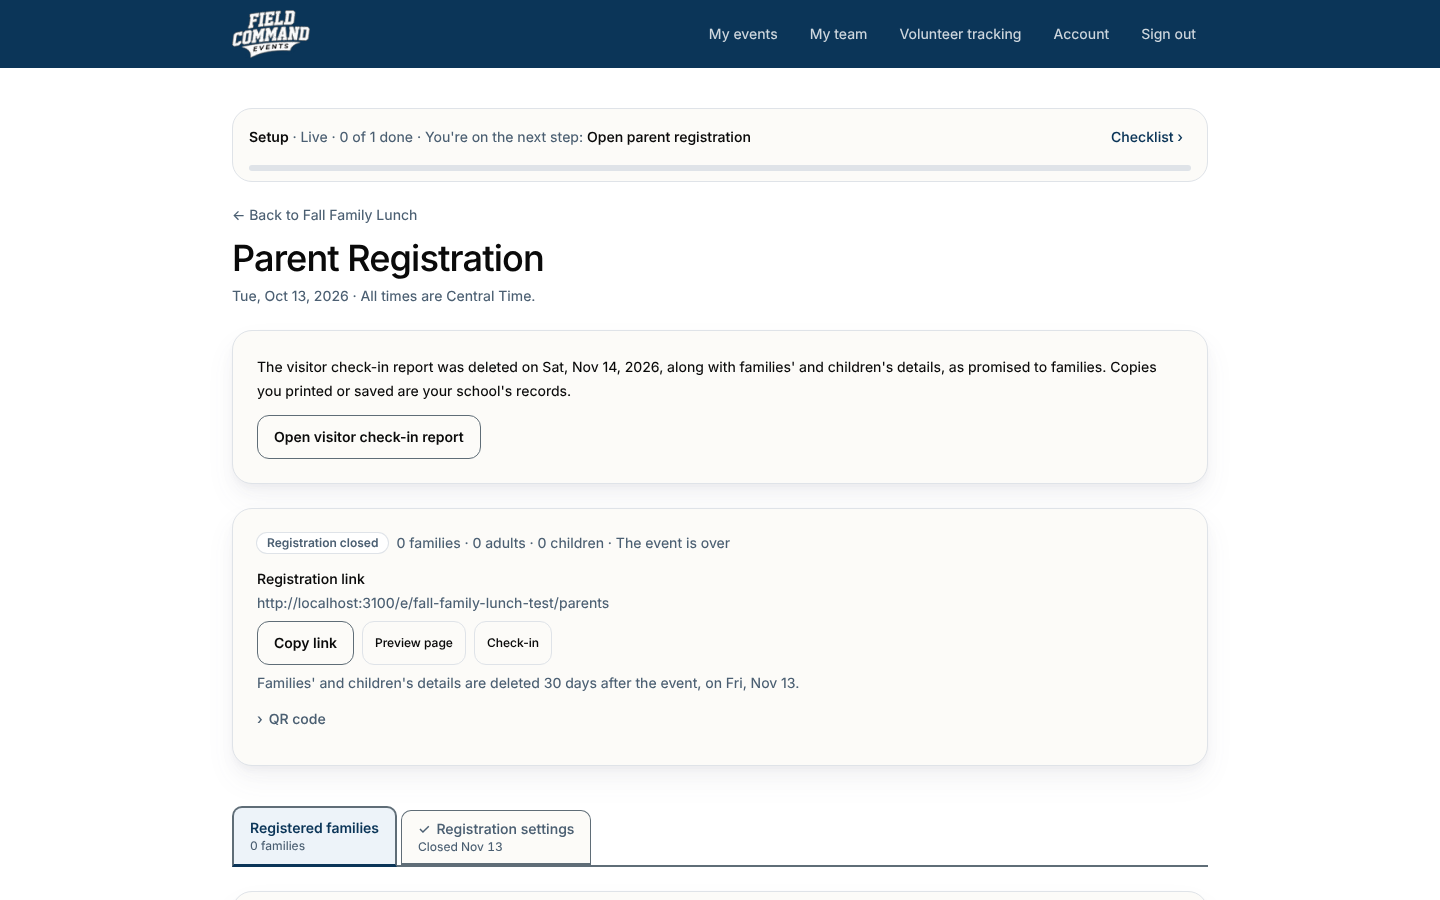 FIELD
COMMAND
EVENTS
My events
My team
Volunteer tracking
Account
Sign out
Setup · Live · 0 of 1 done · You're on the next step: Open parent registration
Checklist ›
← Back to Fall Family Lunch
Parent Registration
Tue, Oct 13, 2026 · All times are Central Time.
The visitor check-in report was deleted on Sat, Nov 14, 2026, along with families' and children's details, as promised to families. Copies
you printed or saved are your school's records.
Open visitor check-in report
Registration closed 0 families · 0 adults · 0 children · The event is over
Registration link
http://localhost:3100/e/fall-family-lunch-test/parents
Copy link
Preview page
Check-in
Families' and children's details are deleted 30 days after the event, on Fri, Nov 13.
› QR code
Registered families
0 families
✓ Registration settings
Closed Nov 13